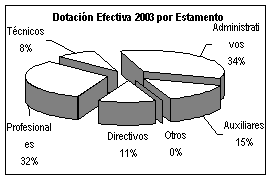 Dotación Efectiva 2003 por Estamento
Técnicos
8%
Administrati
vos
34%
Profesional
es
32%
Directivos
11%
Otros
0%
Auxiliares
15%